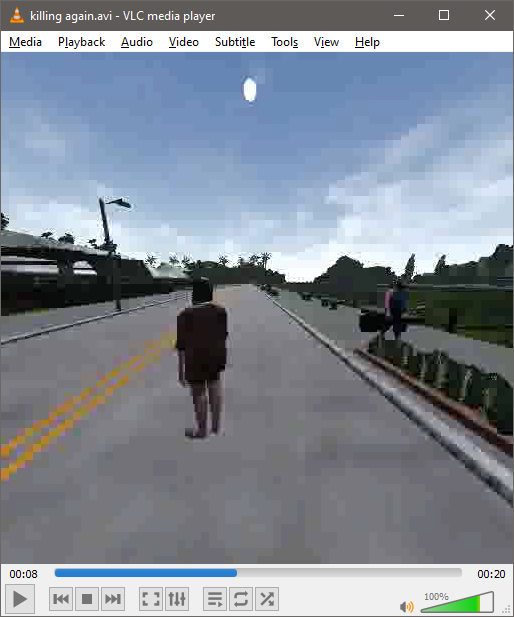 killing again.avi - VLC media player
Media Playback Audio Video Subtitle Tools View Help
00:08 00:20
100%